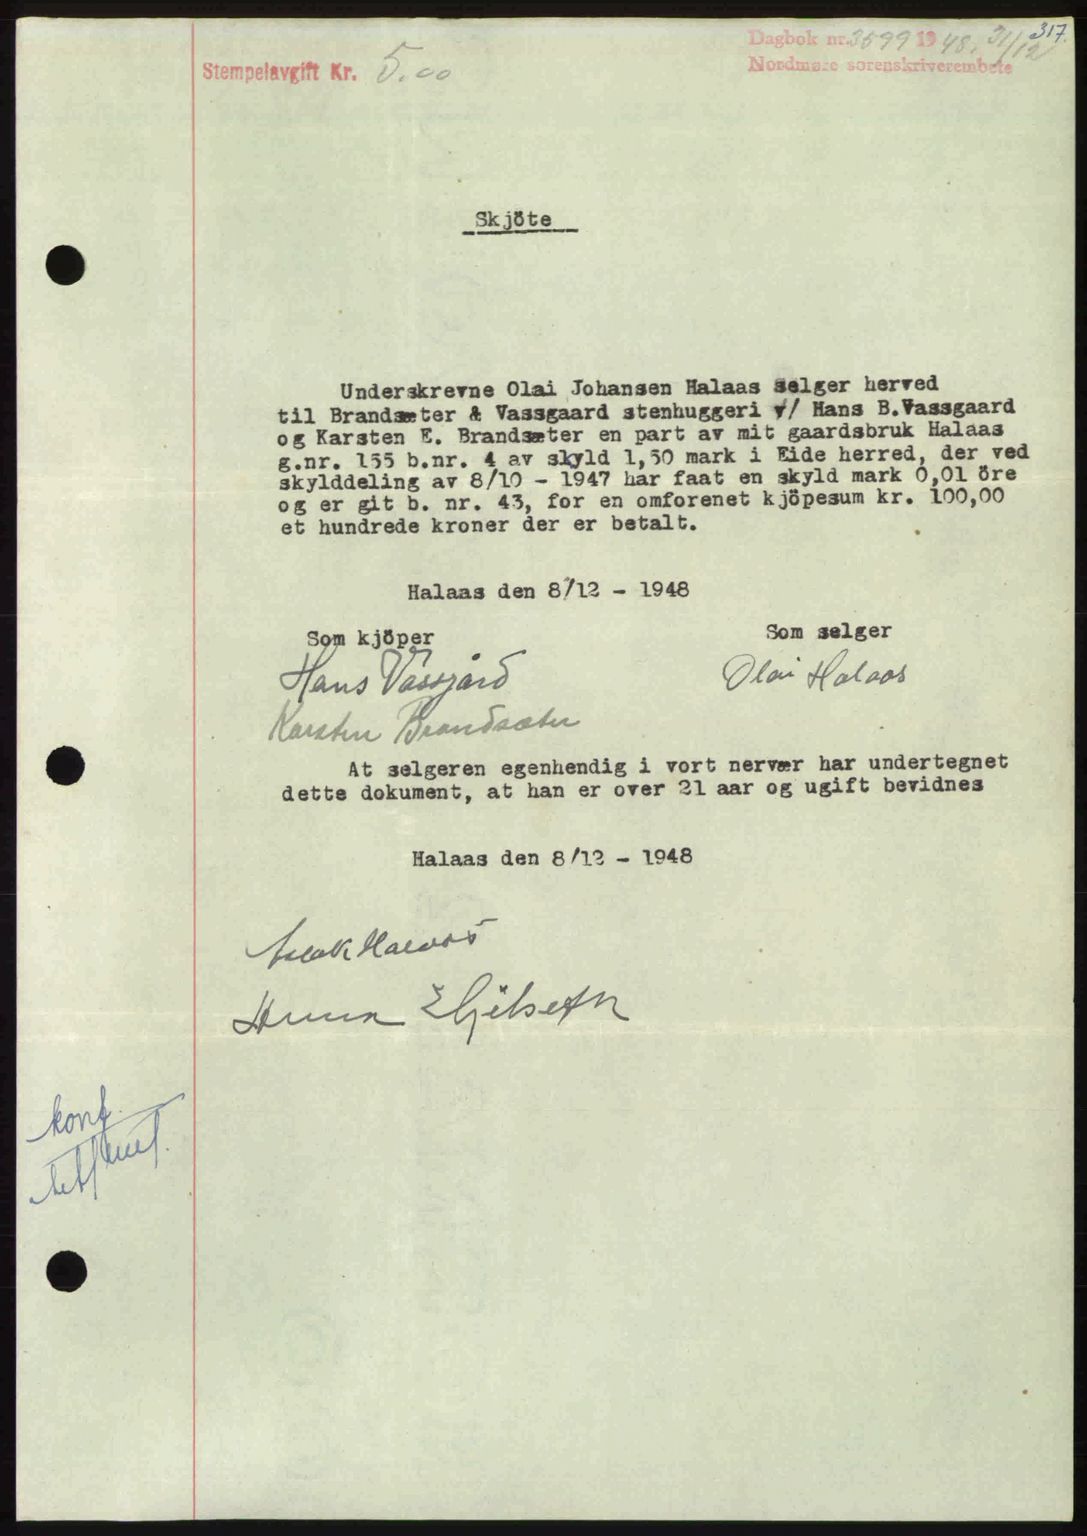 317.
Dagbok nr. 3599 1948. 31/12
Nordmøre sorenskriverembete
Stempelavgift Kr. 5.00
Skjöte
Underskrevne Olai Johansen Halaas selger herved
til Brandsæter & Vassgaard stenhuggeri v/ Hans B.Vassgaard
og Karsten E. Brandsæter en part av mit gaardsbruk Halaas
g.nr. 155 b.nr. 4 av skyld 1,50 mark i Eide herred, der ved
skylddeling av 8/10 - 1947 har faat en skyld mark 0,01 öre
og er git b. nr. 43, for en omforenet kjöpesum kr. 100,00
et hundrede kroner der er betalt.
Halaas den 8/12 - 1948
Som kjöper
Som selger
Hans Vassgård
Olai Halaas
Karsten Brandsæter
At selgeren egenhendig i vort nervær har undertegnet
dette dokument, at han er over 21 aar og ugift bevidnes
Halaas den 8/12 - 1948
konf.